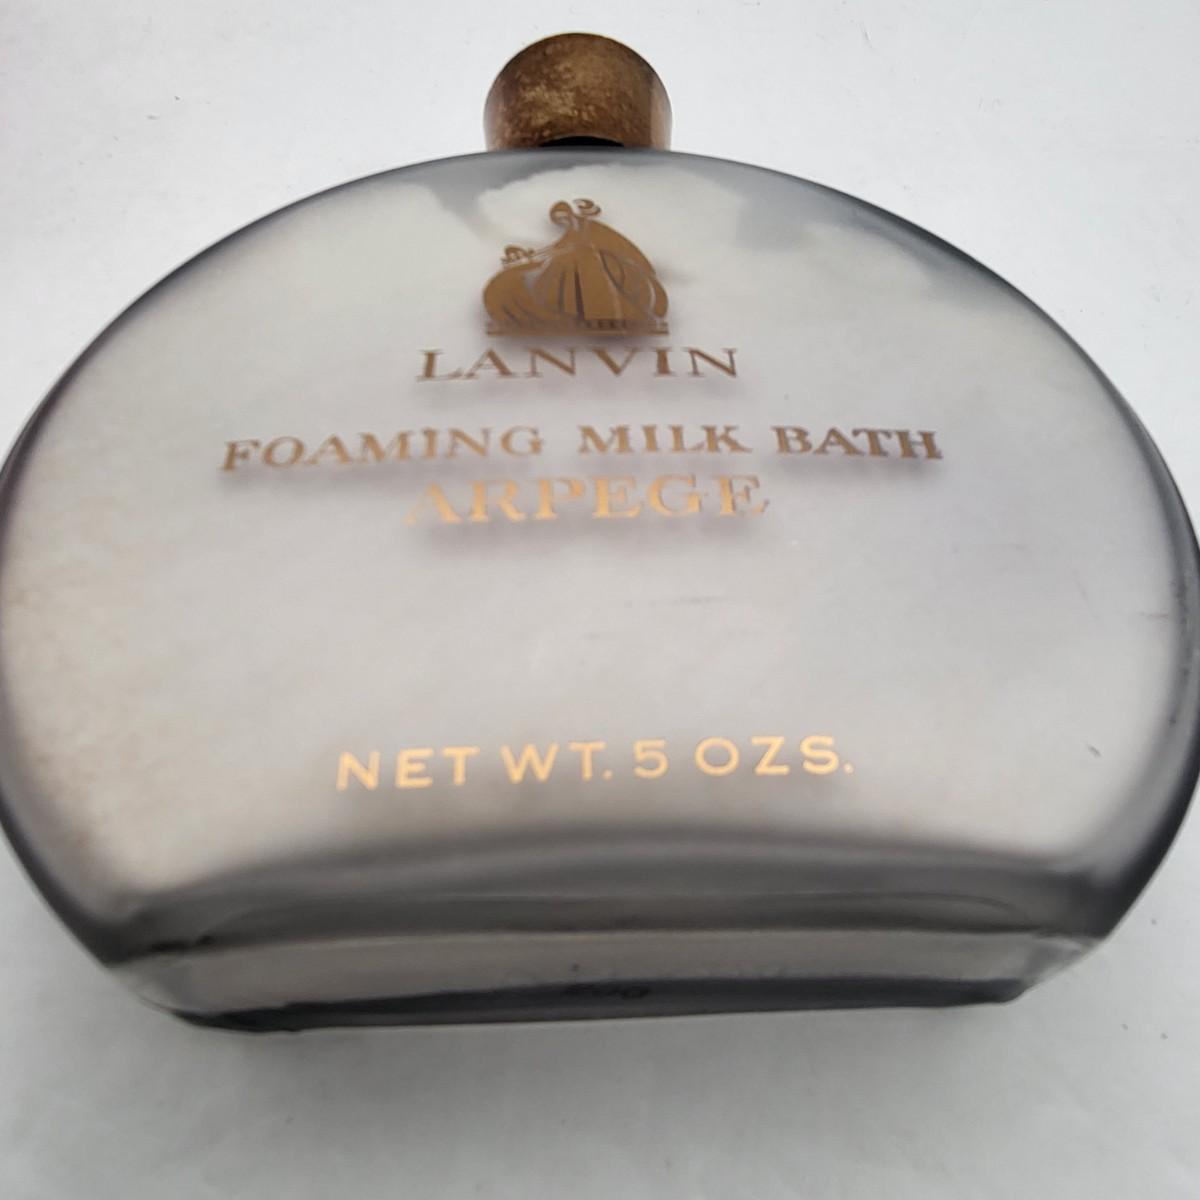 LANVIN
FOAMING MILK BATH
ARPEGE
NET WT. 5 OZS.